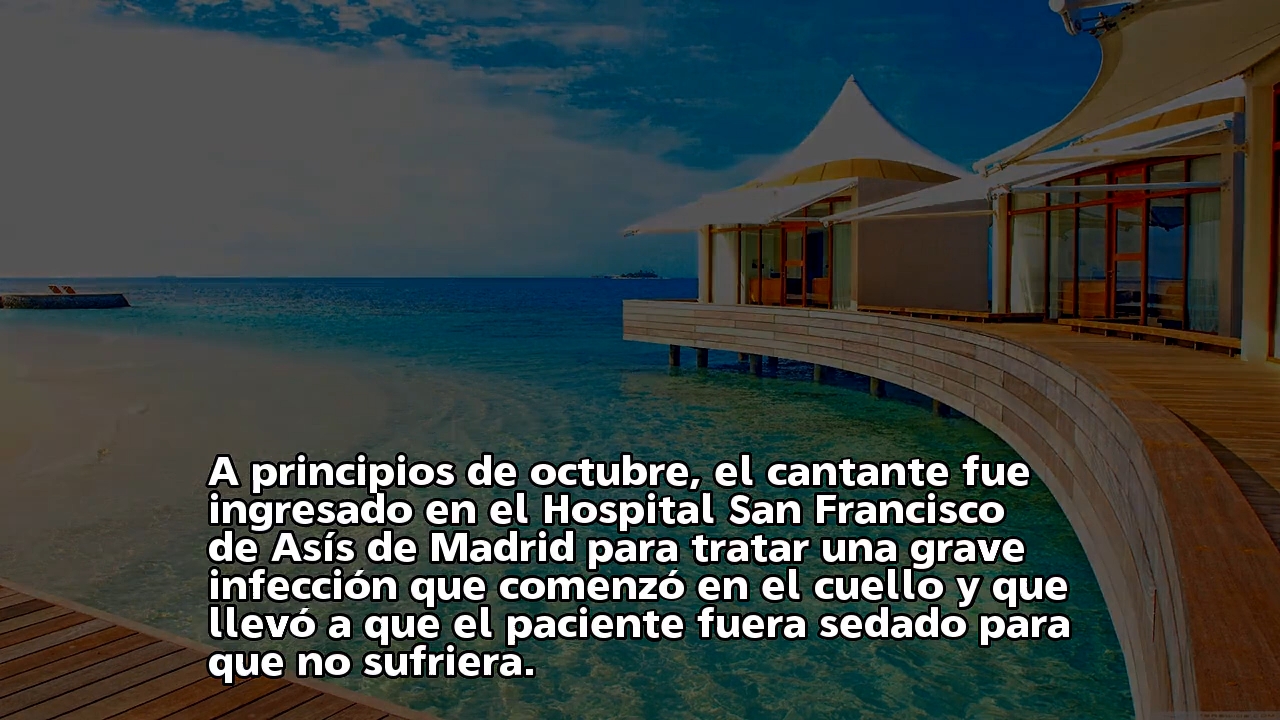 A principios de octubre, el cantante fue
ingresado en el Hospital San Francisco
de Asís de Madrid para tratar una grave
infección que comenzó en el cuello y que
llevó a que el paciente fuera sedado para
que no sufriera.